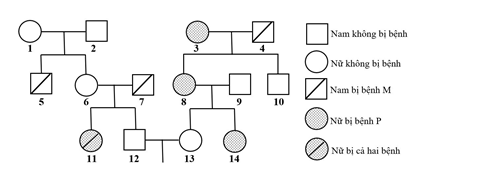 1 2 3 4
5 6 7 8 9 10
11 12 13 14
Nam không bị bệnh
Nữ không bị bệnh
Nam bị bệnh M
Nữ bị bệnh P
Nữ bị cả hai bệnh